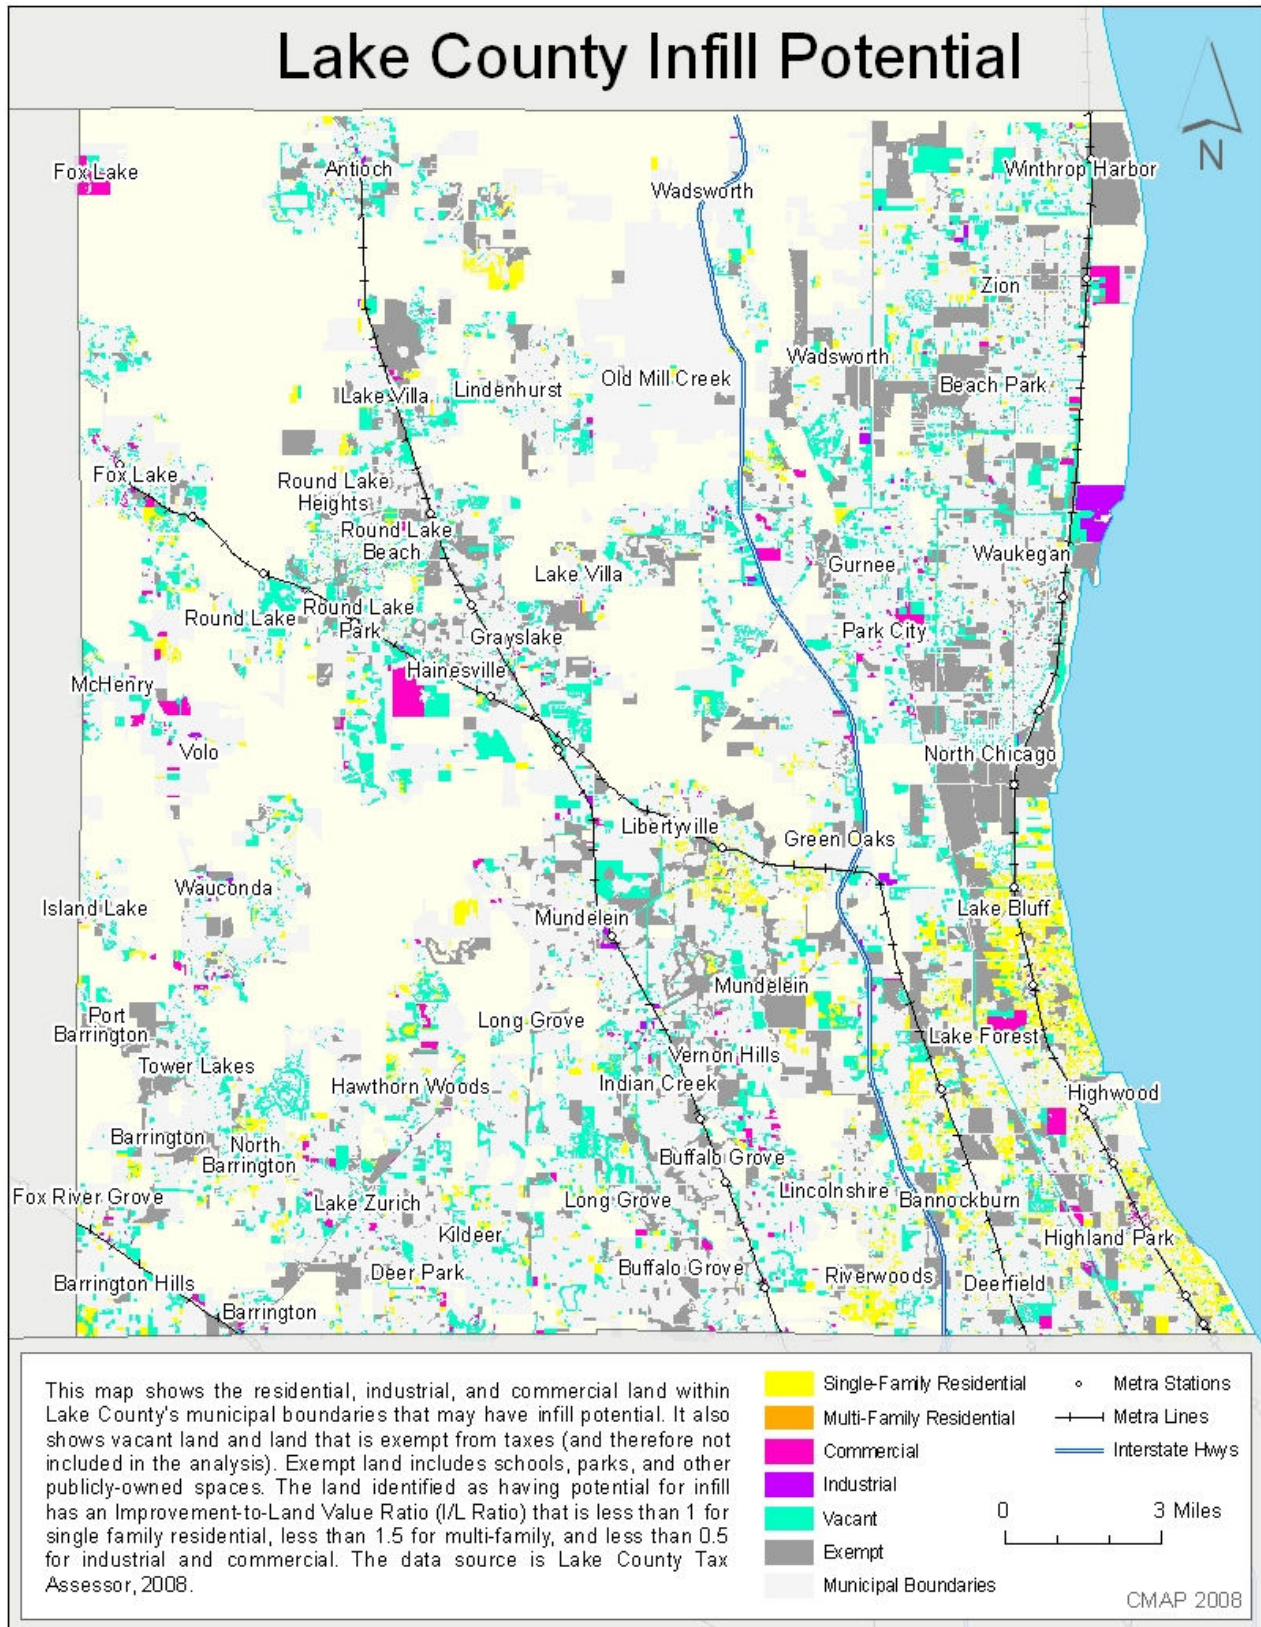 Lake County Infill Potential
N
Fox Lake
Antioch
Wadsworth
Winthrop Harbor
Zion
Wadsworth
Old Mill Creek
Lindenhurst
Lake Villa
Beach Park
Fox Lake
Round Lake
Heights
Round Lake
Beach
Lake Villa
Gurnee
Waukegan
Round Lake
Round Lake
Park
Grayslake
Park City
Hainesville
McHenry
Volo
North Chicago
Libertyville
Green Oaks
Wauconda
Island Lake
Mundelein
Lake Bluff
Mundelein
Port
Barrington
Long Grove
Lake Forest
Vernon Hills
Tower Lakes
Hawthorn Woods
Indian Creek
Highwood
Barrington
North
Barrington
Buffalo Grove
Fox River Grove
Lake Zurich
Long Grove
Lincolnshire
Bannockburn
Kildeer
Highland Park
Barrington Hills
Deer Park
Buffalo Grove
Riverwoods
Deerfield
Barrington
This map shows the residential, industrial, and commercial land within
Lake County's municipal boundaries that may have infill potential. It also
shows vacant land and land that is exempt from taxes (and therefore not
included in the analysis). Exempt land includes schools, parks, and other
publicly-owned spaces. The land identified as having potential for infill
has an Improvement-to-Land Value Ratio (I/L Ratio) that is less than 1 for
single family residential, less than 1.5 for multi-family, and less than 0.5
for industrial and commercial. The data source is Lake County Tax
Assessor, 2008.
Single-Family Residential
Multi-Family Residential
Commercial
Industrial
Vacant
Exempt
Municipal Boundaries
Metra Stations
Metra Lines
Interstate Hwys
0 3 Miles
CMAP 2008